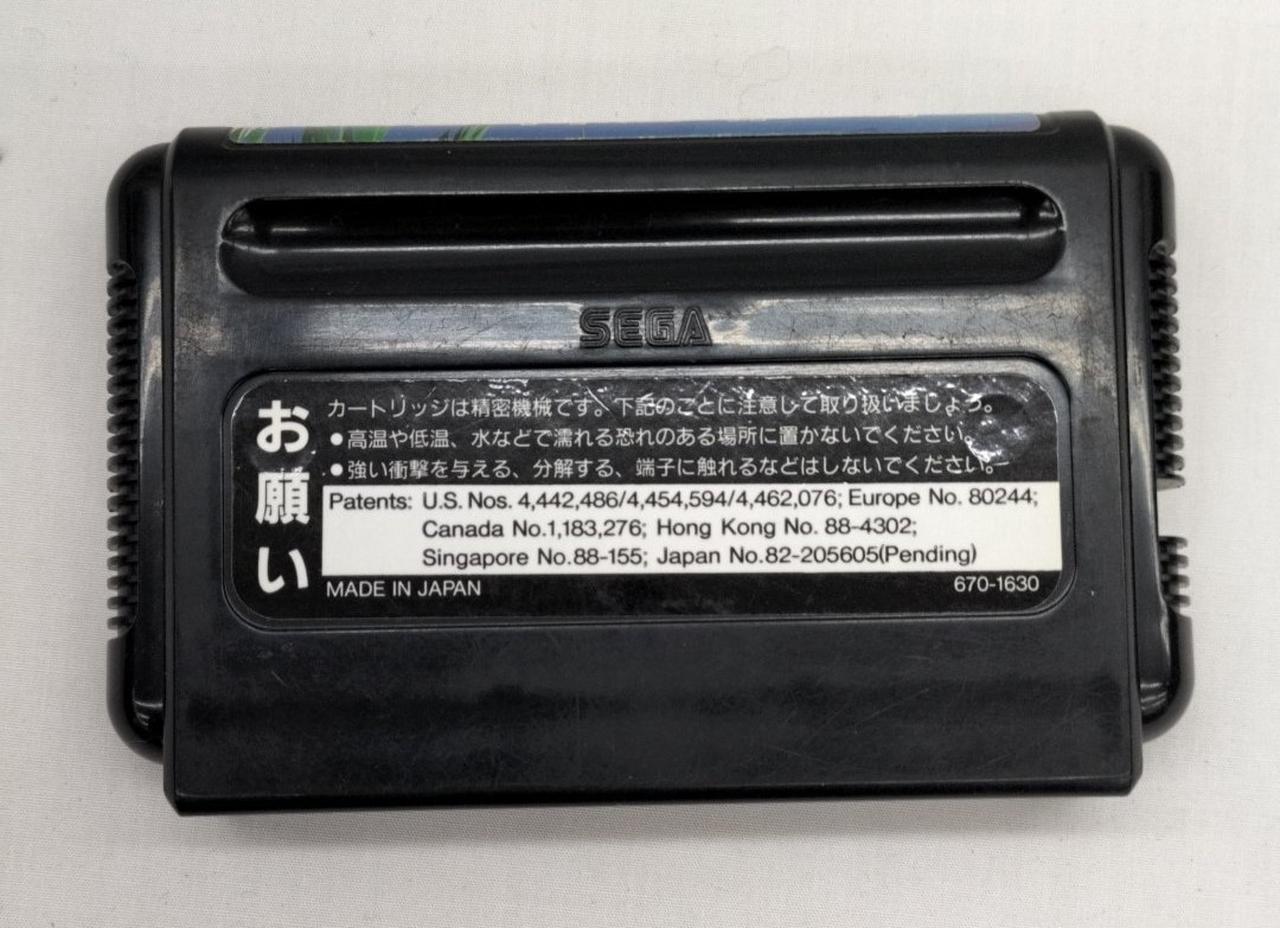 SEGA
お願い
カートリッジは精密機械です。下記のことに注意して取り扱いましょう。
●高温や低温、水などで濡れる恐れのある場所に置かないでください。
●強い衝撃を与える、分解する、端子に触れるなどはしないでください。
Patents: U.S. Nos. 4,442,486/4,454,594/4,462,076; Europe No. 80244;
Canada No.1,183,276; Hong Kong No. 88-4302;
Singapore No.88-155; Japan No.82-205605(Pending)
MADE IN JAPAN
670-1630